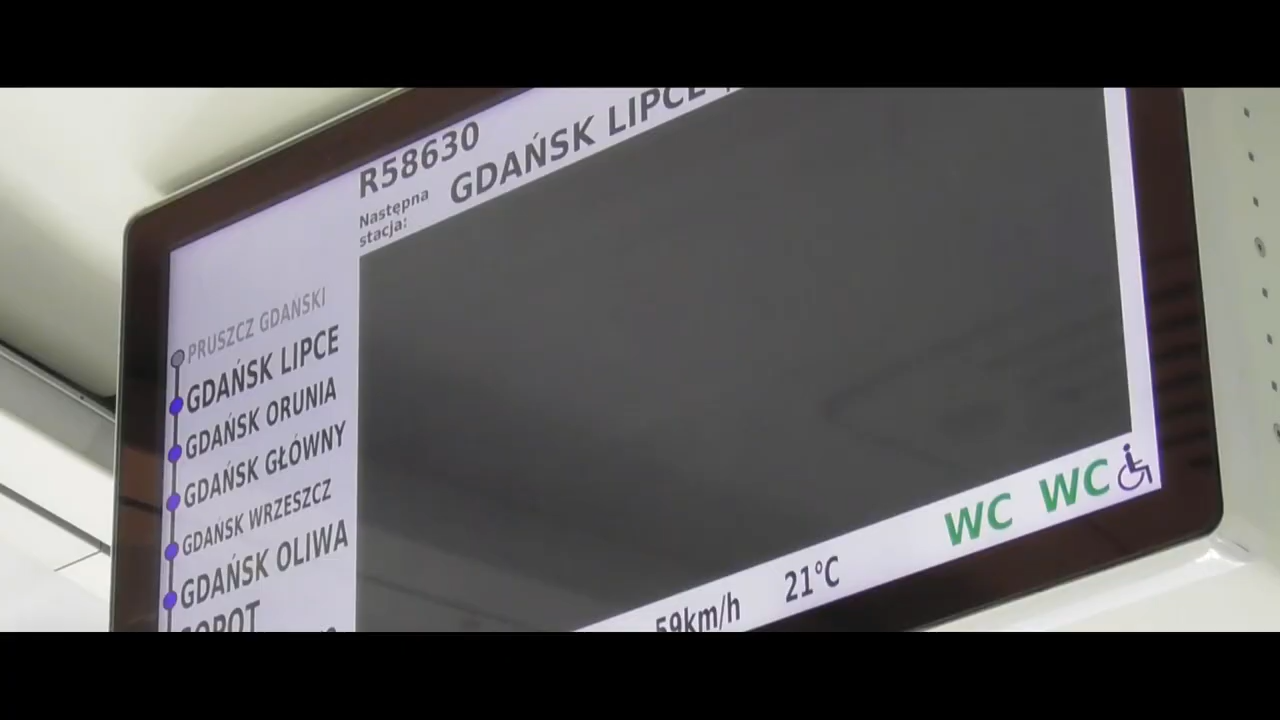 R58630
Następna
stacja:
GDAŃSK LIPCE
PRUSZCZ GDAŃSKI
GDAŃSK LIPCE
GDAŃSK ORUNIA
GDAŃSK GŁÓWNY
GDAŃSK WRZESZCZ
GDAŃSK OLIWA
SOPOT
59km/h
21°C
WC WC